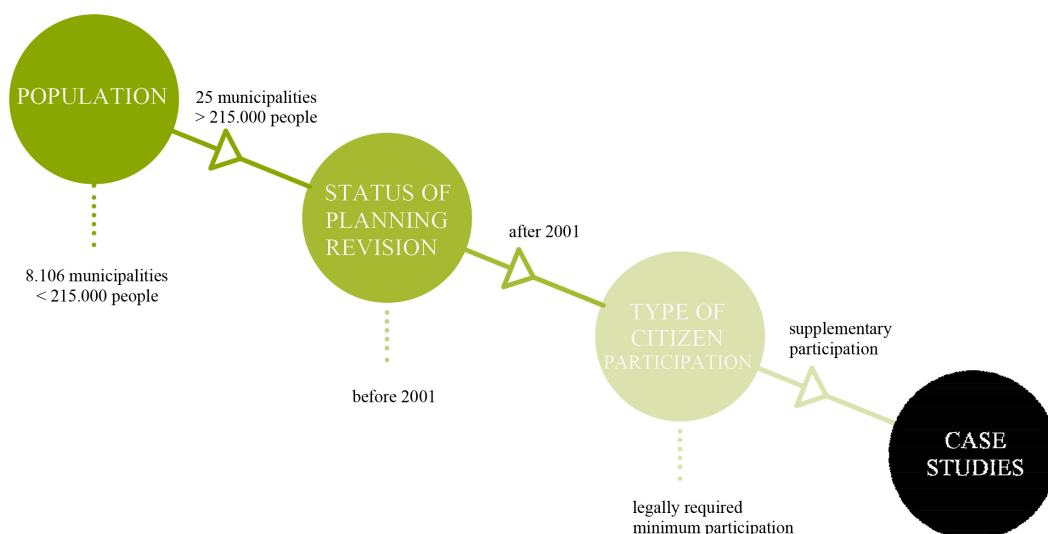 POPULATION
25 municipalities
> 215.000 people
8.106 municipalities
< 215.000 people
STATUS OF
PLANNING
REVISION
after 2001
before 2001
TYPE OF
CITIZEN
PARTICIPATION
supplementary
participation
legally required
minimum participation
CASE
STUDIES